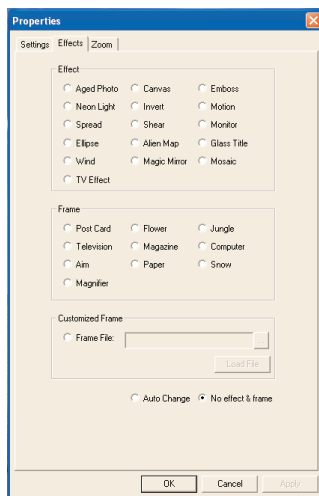 Properties
Settings Effects Zoom
Effect
Aged Photo Canvas Emboss
Neon Light Invert Motion
Spread Shear Monitor
Ellipse Alien Map Glass Title
Wind Magic Mirror Mosaic
TV Effect
Frame
Post Card Flower Jungle
Television Magazine Computer
Aim Paper Snow
Magnifier
Customized Frame
Frame File: ...
Load File
Auto Change No effect & frame
OK Cancel Apply